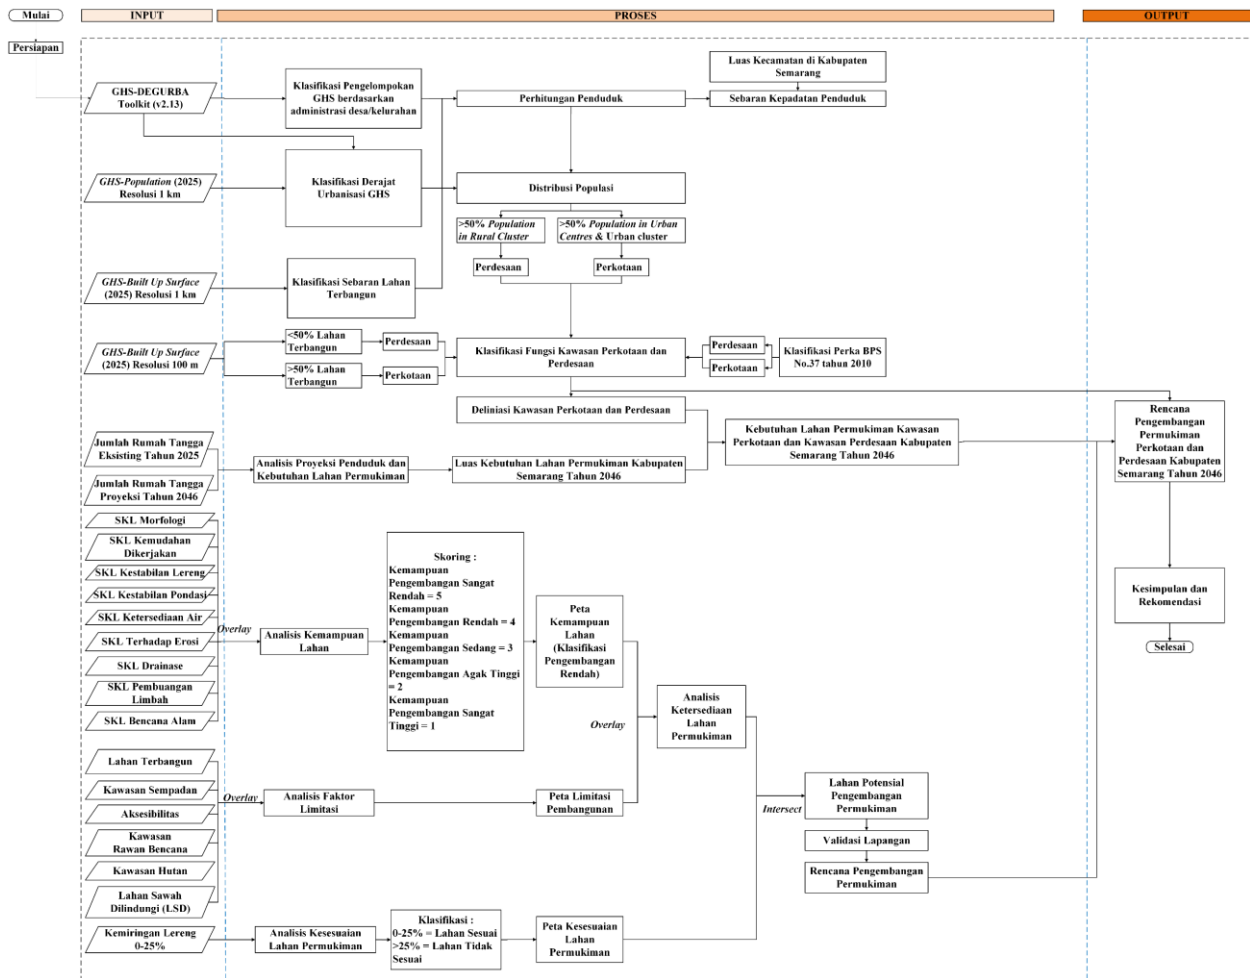 Mulai
INPUT
PROSES
OUTPUT
Persiapan
GHS-DEGURBA
Toolkit (v2.13)
Klasifikasi Pengelompokan
GHS berdasarkan
administrasi desa/kelurahan
Perhitungan Penduduk
Luas Kecamatan di Kabupaten
Semarang
Sebaran Kepadatan Penduduk
GHS-Population (2025)
Resolusi 1 km
Klasifikasi Derajat
Urbanisasi GHS
Distribusi Populasi
>50% Population
in Rural Cluster
>50% Population in Urban
Centres & Urban cluster
Perdesaan
Perkotaan
GHS-Built Up Surface
(2025) Resolusi 1 km
Klasifikasi Sebaran Lahan
Terbangun
GHS-Built Up Surface
(2025) Resolusi 100 m
<50% Lahan
Terbangun
Perdesaan
>50% Lahan
Terbangun
Perkotaan
Klasifikasi Fungsi Kawasan Perkotaan dan
Perdesaan
Perdesaan
Perkotaan
Klasifikasi Perka BPS
No.37 tahun 2010
Deliniasi Kawasan Perkotaan dan Perdesaan
Jumlah Rumah Tangga
Eksisting Tahun 2025
Jumlah Rumah Tangga
Proyeksi Tahun 2046
Analisis Proyeksi Penduduk dan
Kebutuhan Lahan Permukiman
Luas Kebutuhan Lahan Permukiman Kabupaten
Semarang Tahun 2046
Kebutuhan Lahan Permukiman Kawasan
Perkotaan dan Kawasan Perdesaan Kabupaten
Semarang Tahun 2046
Rencana
Pengembangan
Permukiman
Perkotaan dan
Perdesaan Kabupaten
Semarang Tahun 2046
Kesimpulan dan
Rekomendasi
Selesai
SKL Morfologi
SKL Kemudahan
Dikerjakan
SKL Kestabilan Lereng
SKL Kestabilan Pondasi
SKL Ketersediaan Air
SKL Terhadap Erosi
SKL Drainase
SKL Pembuangan
Limbah
SKL Bencana Alam
Overlay
Analisis Kemampuan
Lahan
Skoring :
Kemampuan
Pengembangan Sangat
Rendah = 5
Kemampuan
Pengembangan Rendah = 4
Kemampuan
Pengembangan Sedang = 3
Kemampuan
Pengembangan Agak Tinggi
= 2
Kemampuan
Pengembangan Sangat
Tinggi = 1
Peta
Kemampuan
Lahan
(Klasifikasi
Pengembangan
Rendah)
Overlay
Analisis
Ketersediaan
Lahan
Permukiman
Lahan Terbangun
Kawasan Sempadan
Aksesibilitas
Kawasan
Rawan Bencana
Kawasan Hutan
Lahan Sawah
Dilindungi (LSD)
Overlay
Analisis Faktor
Limitasi
Peta Limitasi
Pembangunan
Intersect
Lahan Potensial
Pengembangan
Permukiman
Validasi Lapangan
Rencana Pengembangan
Permukiman
Kemiringan Lereng
0-25%
Analisis Kesesuaian
Lahan Permukiman
Klasifikasi :
0-25% = Lahan Sesuai
>25% = Lahan Tidak
Sesuai
Peta Kesesuaian
Lahan
Permukiman